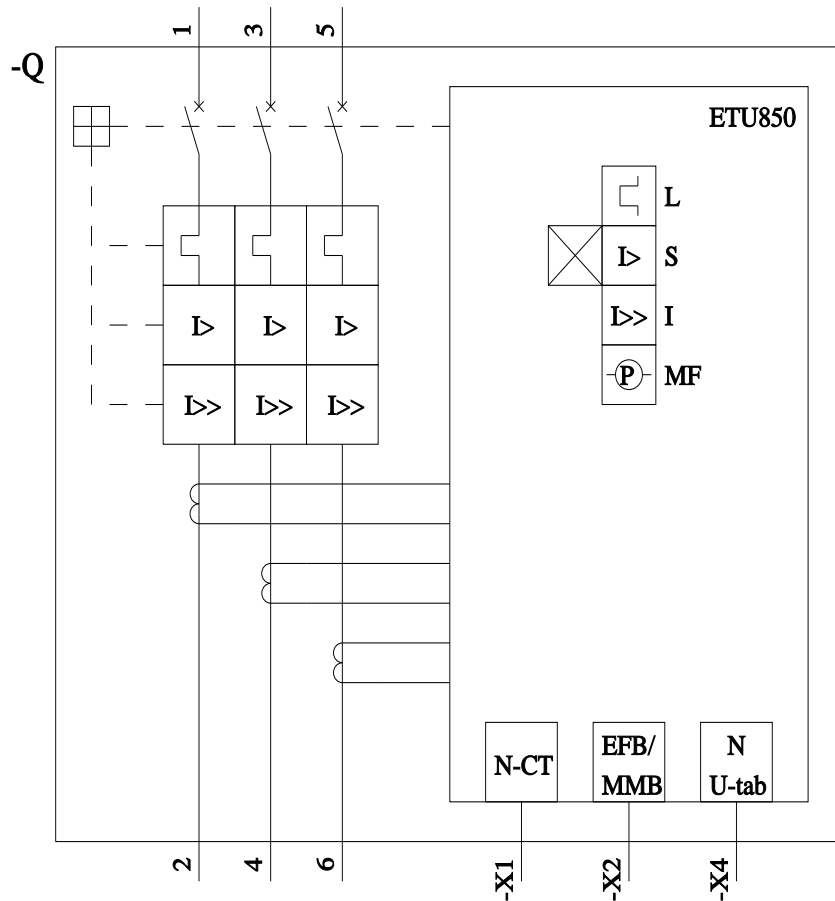 1 3 5
-Q
ETU850
L
I> S
I>> I
P MF
I> I> I>
I>> I>> I>>
N-CT
EFB/
MMB
N
U-tab
2 4 6
-X1 -X2 -X4